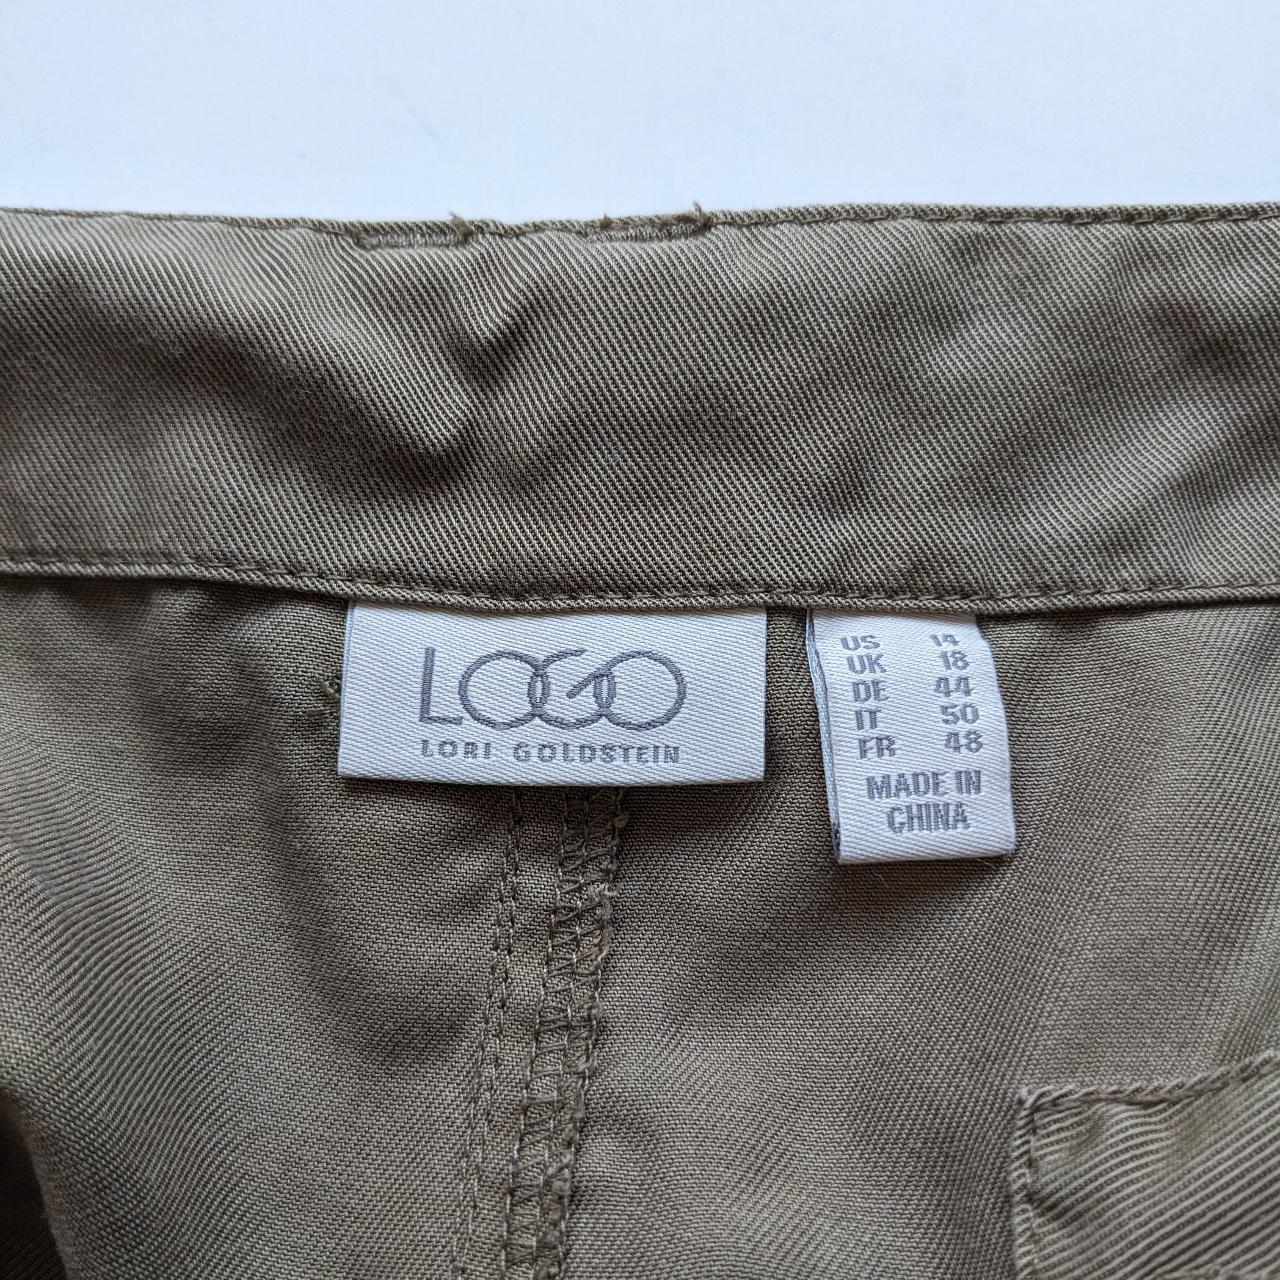 LOGO
LORI GOLDSTEIN
US 14
UK 18
DE 44
IT 50
FR 48
MADE IN
CHINA